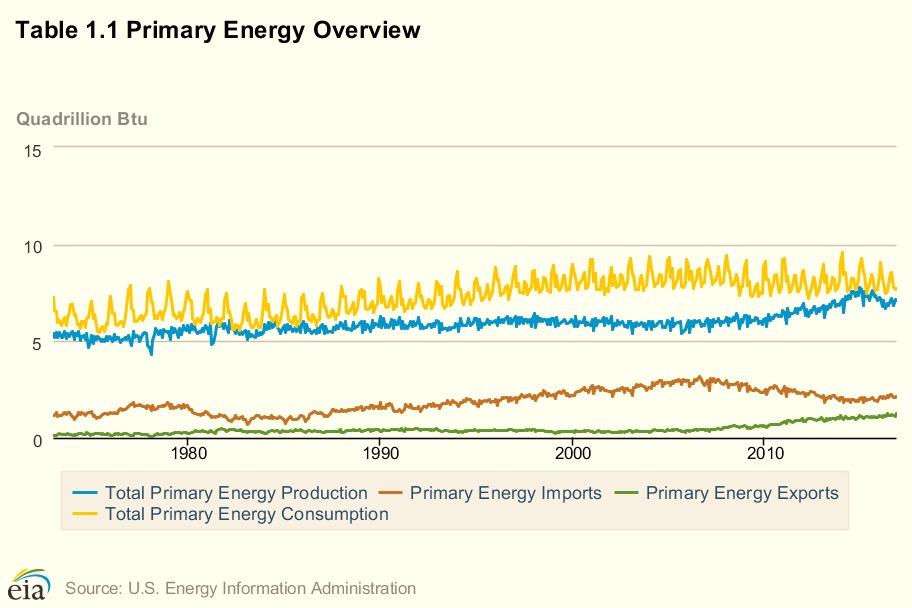 Table 1.1 Primary Energy Overview
Quadrillion Btu
15
10
5
0
1980 1990 2000 2010
Total Primary Energy Production Primary Energy Imports Primary Energy Exports
Total Primary Energy Consumption
eia Source: U.S. Energy Information Administration